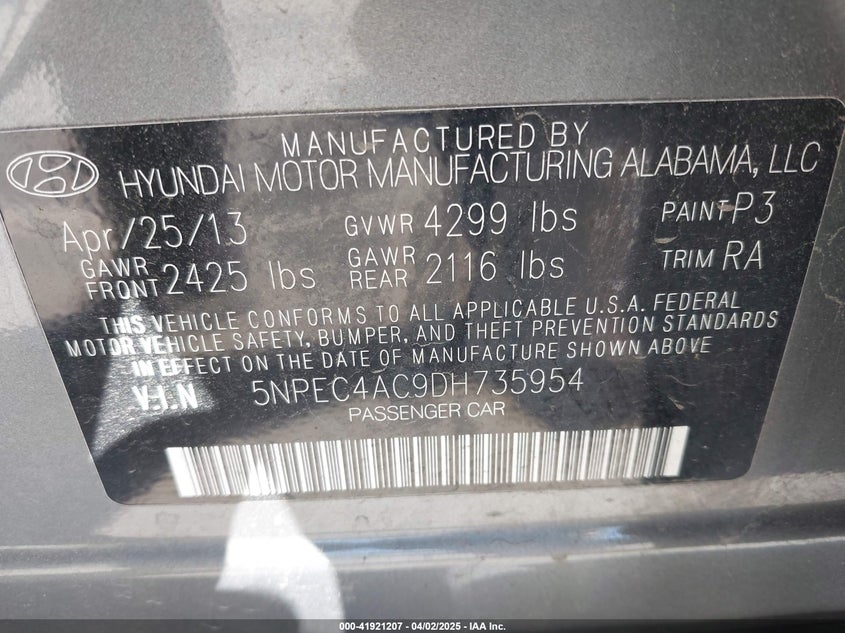 MANUFACTURED BY
HYUNDAI MOTOR MANUFACTURING ALABAMA, LLC
Apr/25/13 GVWR 4299 lbs PAINT P3
GAWR FRONT 2425 lbs GAWR REAR 2116 lbs TRIM RA
THIS VEHICLE CONFORMS TO ALL APPLICABLE U.S.A. FEDERAL
MOTOR VEHICLE SAFETY, BUMPER, AND THEFT PREVENTION STANDARDS
IN EFFECT ON THE DATE OF MANUFACTURE SHOWN ABOVE
V.I.N 5NPEC4AC9DH735954
PASSENGER CAR
000-41921207 | 04/02/2025 - IAA Inc.